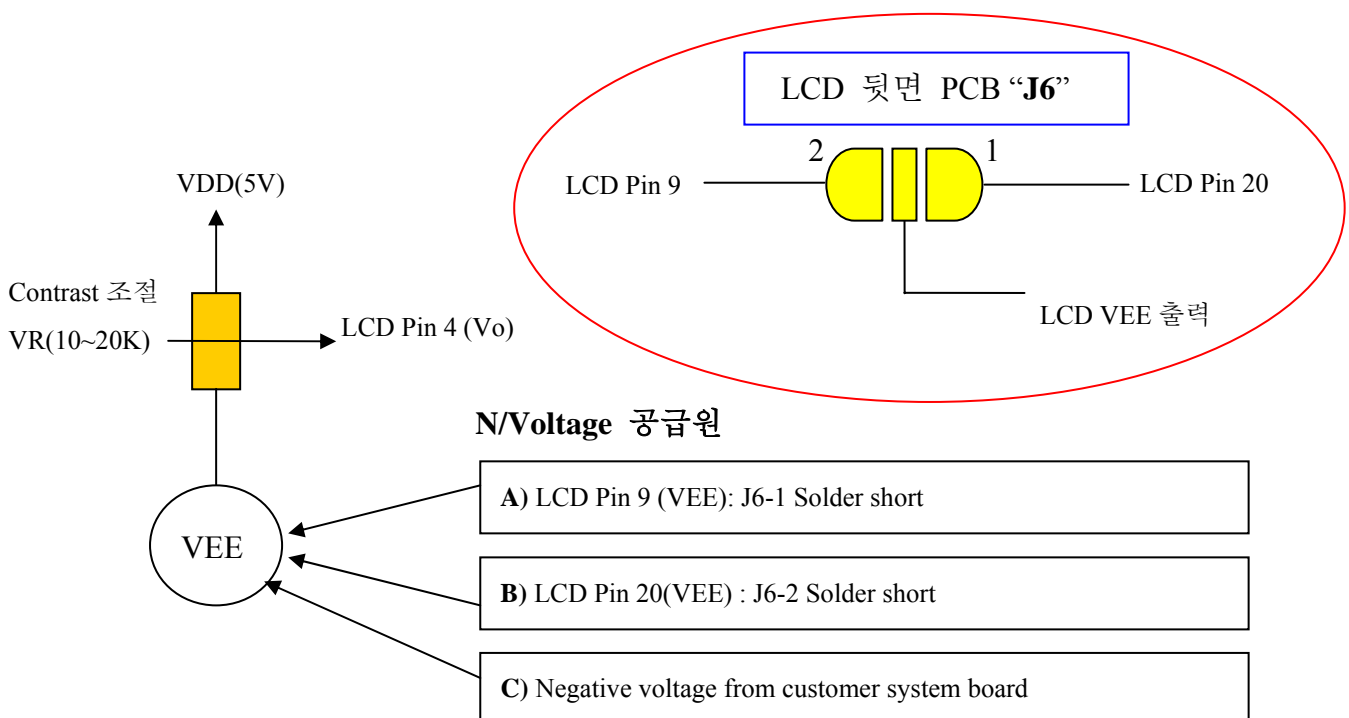 LCD 뒷면 PCB “J6”
2
1
LCD Pin 9
LCD Pin 20
LCD VEE 출력
VDD(5V)
Contrast 조절
VR(10~20K)
LCD Pin 4 (Vo)
N/Voltage 공급원
VEE
A) LCD Pin 9 (VEE): J6-1 Solder short
B) LCD Pin 20(VEE) : J6-2 Solder short
C) Negative voltage from customer system board